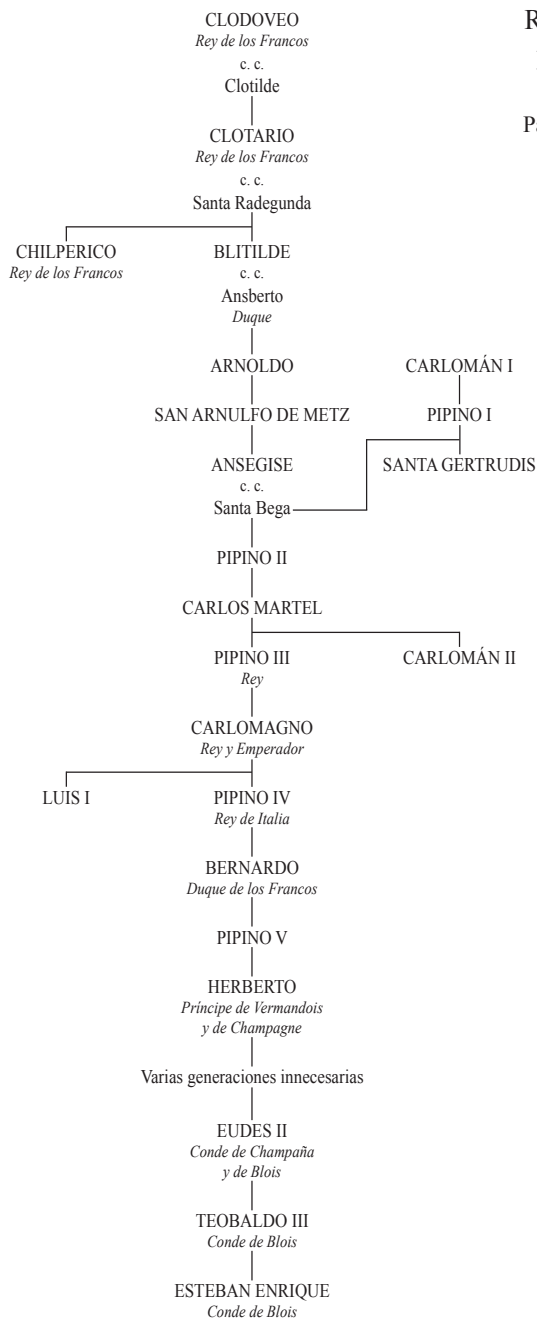 CLODOVEO
Rey de los Francos
c. c.
Clotilde
CLOTARIO
Rey de los Francos
c. c.
Santa Radegunda
CHILPERICO
Rey de los Francos
BLITILDE
c. c.
Ansberto
Duque
ARNOLDO
CARLOMÁN I
SAN ARNULFO DE METZ
PIPINO I
ANSEGISE
c. c.
Santa Bega
SANTA GERTRUDIS
PIPINO II
CARLOS MARTEL
PIPINO III
Rey
CARLOMÁN II
CARLOMAGNO
Rey y Emperador
LUIS I
PIPINO IV
Rey de Italia
BERNARDO
Duque de los Francos
PIPINO V
HERBERTO
Príncipe de Vermandois
y de Champagne
Varias generaciones innecesarias
EUDES II
Conde de Champaña
y de Blois
TEOBALDO III
Conde de Blois
ESTEBAN ENRIQUE
Conde de Blois